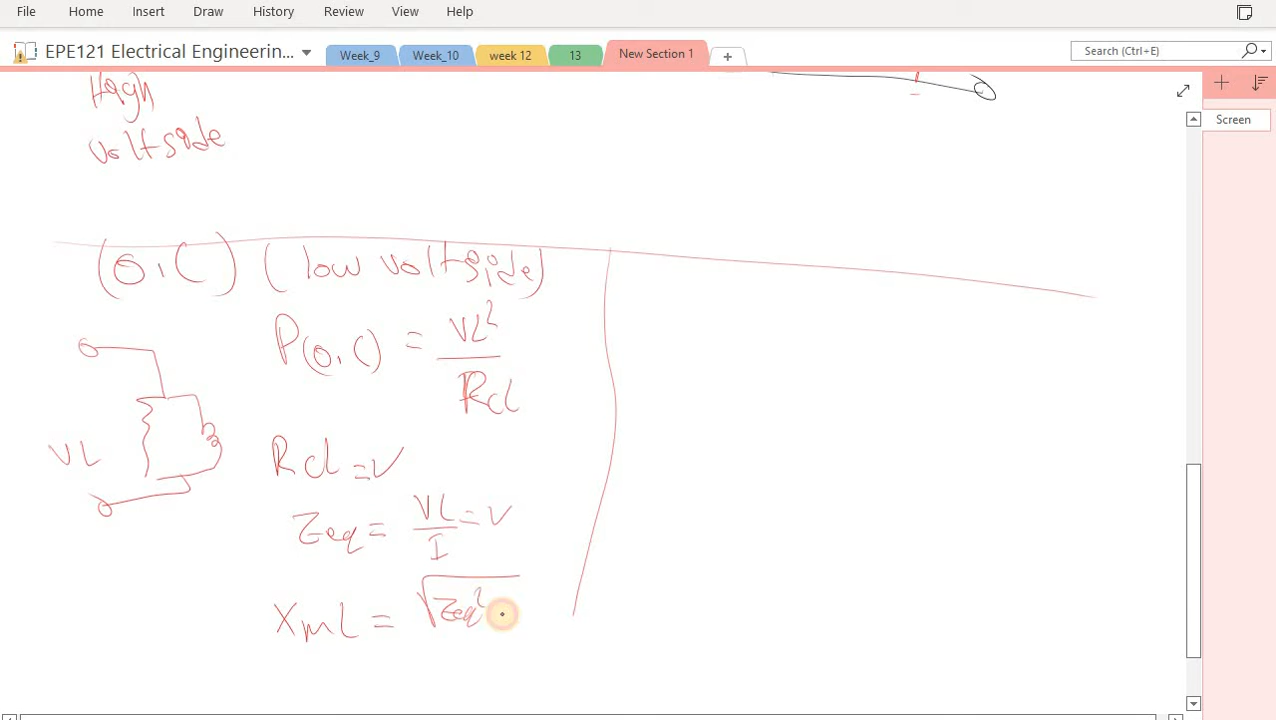 File Home Insert Draw History Review View Help
EPE121 Electrical Engineerin... Week_9 Week_10 week 12 13 New Section 1 Search (Ctrl+E)
Screen
High
volt side
(O.C) (low volt side)
P(O.C) = VL²
RCL
VL
RCL = √
Zeq = VL = √
I
XmL = √Zeq²